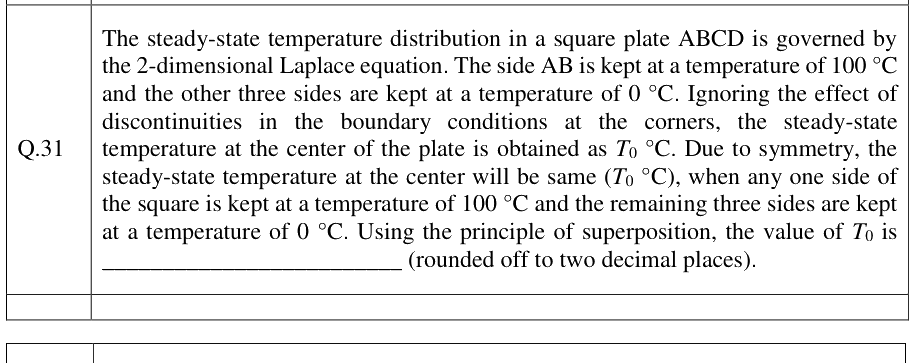 The steady-state temperature distribution in a square plate ABCD is governed by
the 2-dimensional Laplace equation. The side AB is kept at a temperature of 100 °C
and the other three sides are kept at a temperature of 0 °C. Ignoring the effect of
discontinuities in the boundary conditions at the corners, the steady-state
Q.31 temperature at the center of the plate is obtained as T0 °C. Due to symmetry, the
steady-state temperature at the center will be same (T0 °C), when any one side of
the square is kept at a temperature of 100 °C and the remaining three sides are kept
at a temperature of 0 °C. Using the principle of superposition, the value of T0 is
_________________________ (rounded off to two decimal places).